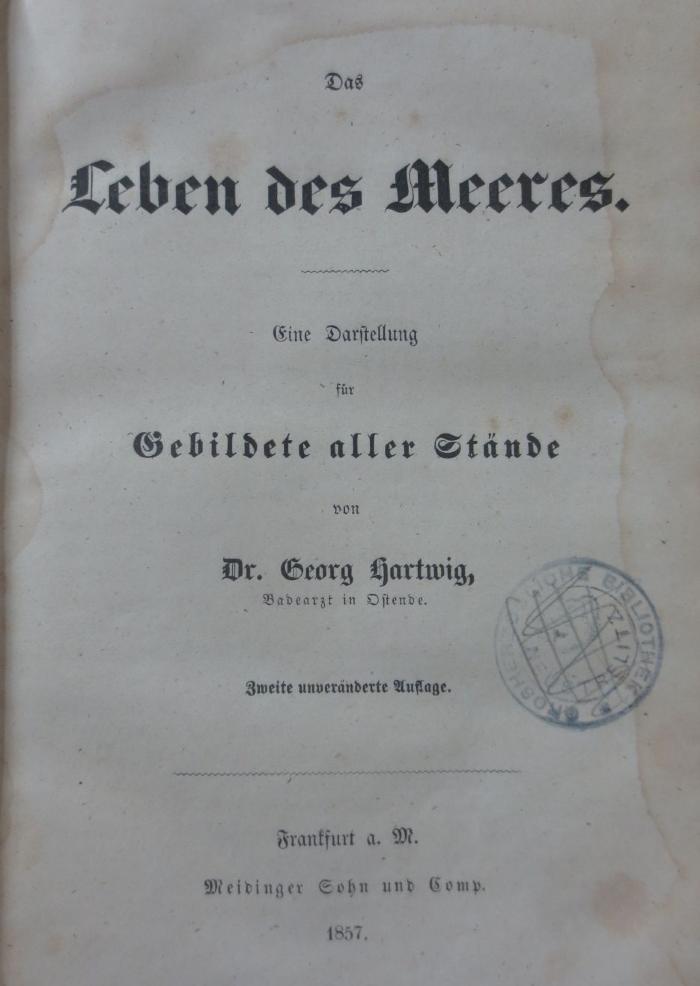 Das
Leben des Meeres.
Eine Darstellung
für
Gebildete aller Stände
von
Dr. Georg Hartwig,
Badearzt in Ostende.
Zweite unveränderte Auflage.
Frankfurt a. M.
Meidinger Sohn und Comp.
1857.
BIBLIOTHEK